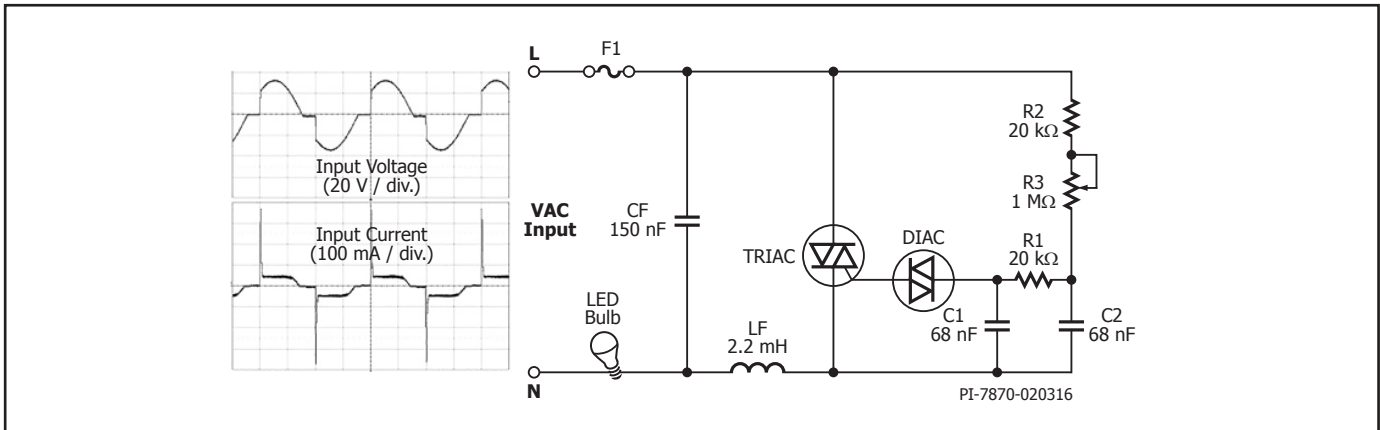 Input Voltage
(20 V / div.)
Input Current
(100 mA / div.)
L
F1
VAC
Input
CF
150 nF
LED
Bulb
N
LF
2.2 mH
TRIAC
DIAC
R2
20 kΩ
R3
1 MΩ
R1
20 kΩ
C1
68 nF
C2
68 nF
PI-7870-020316